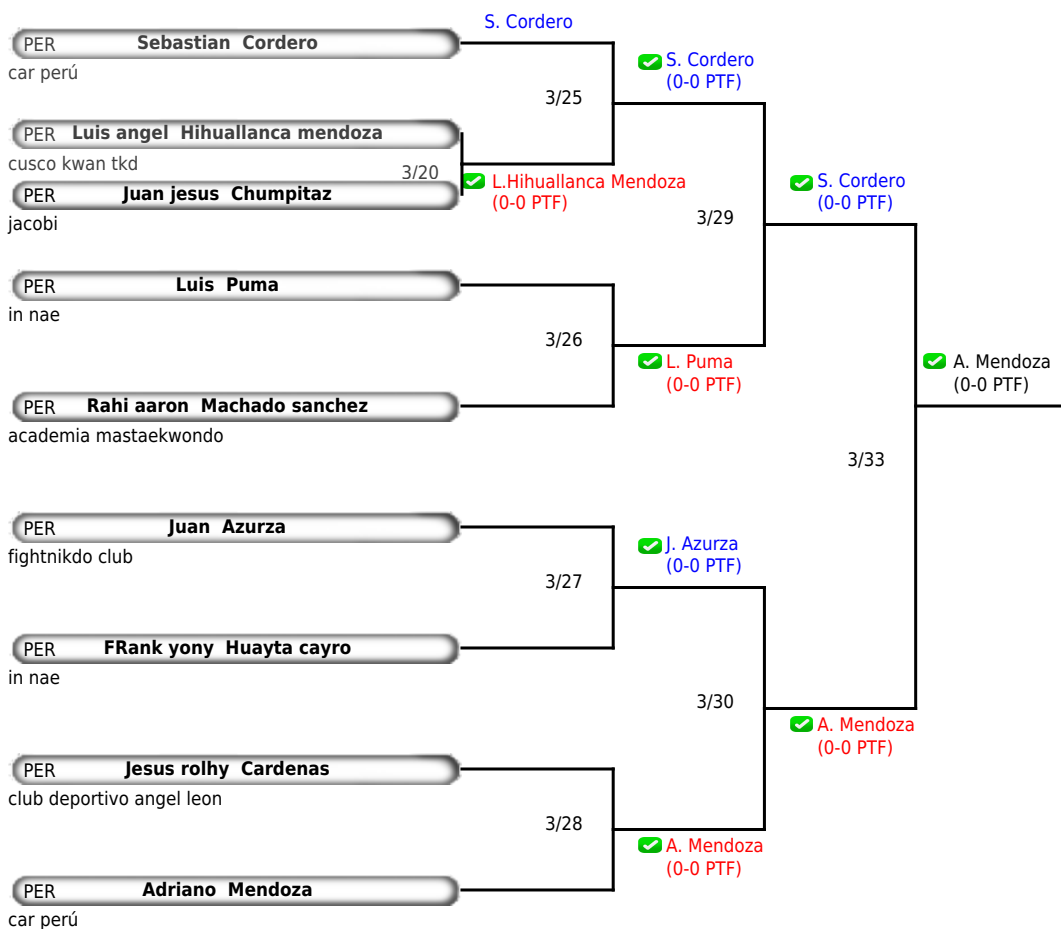 S. Cordero
PER Sebastian Cordero
car perú
S. Cordero
(0-0 PTF)
3/25
PER Luis angel Hihuallanca mendoza
cusco kwan tkd
3/20
L.Hihuallanca Mendoza
(0-0 PTF)
PER Juan jesus Chumpitaz
jacobi
S. Cordero
(0-0 PTF)
3/29
PER Luis Puma
in nae
3/26
L. Puma
(0-0 PTF)
A. Mendoza
(0-0 PTF)
PER Rahi aaron Machado sanchez
academia mastaekwondo
3/33
PER Juan Azurza
fightnikdo club
J. Azurza
(0-0 PTF)
3/27
PER FRank yony Huayta cayro
in nae
3/30
A. Mendoza
(0-0 PTF)
PER Jesus rolhy Cardenas
club deportivo angel leon
3/28
A. Mendoza
(0-0 PTF)
PER Adriano Mendoza
car perú